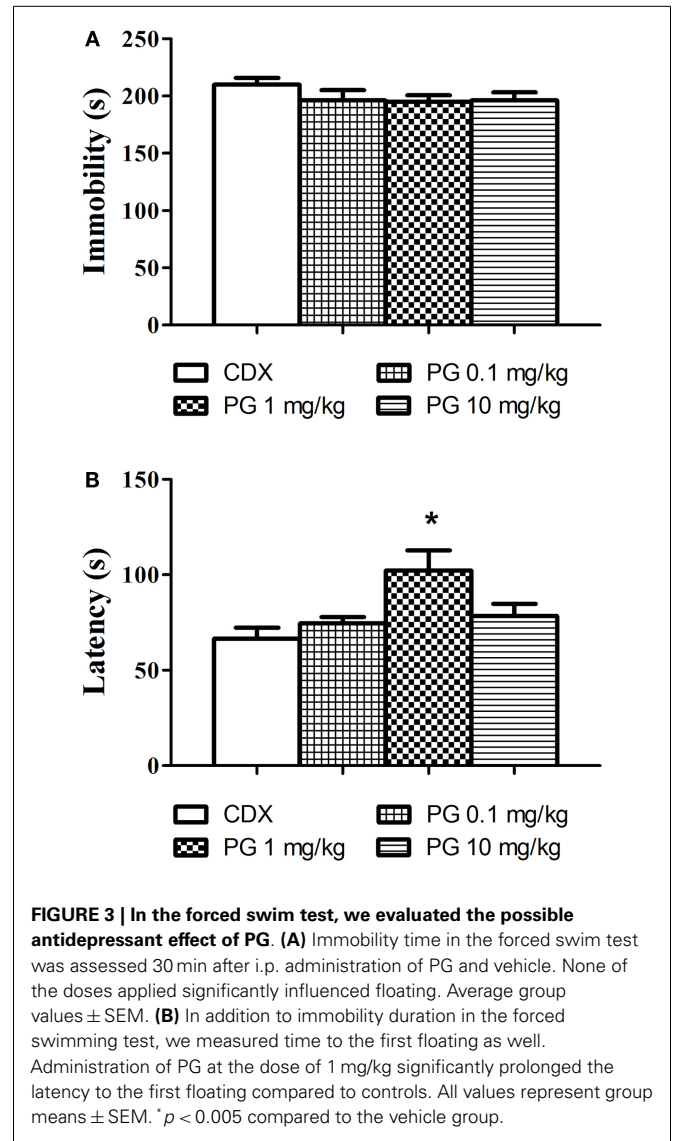 A
250
200
150
100
50
0
Immobility (s)
CDX PG 0.1 mg/kg
PG 1 mg/kg PG 10 mg/kg
B
150
100
50
0
Latency (s)
*
CDX PG 0.1 mg/kg
PG 1 mg/kg PG 10 mg/kg
FIGURE 3 | In the forced swim test, we evaluated the possible
antidepressant effect of PG. (A) Immobility time in the forced swim test
was assessed 30 min after i.p. administration of PG and vehicle. None of
the doses applied significantly influenced floating. Average group
values ± SEM. (B) In addition to immobility duration in the forced
swimming test, we measured time to the first floating as well.
Administration of PG at the dose of 1 mg/kg significantly prolonged the
latency to the first floating compared to controls. All values represent group
means ± SEM. *p < 0.005 compared to the vehicle group.